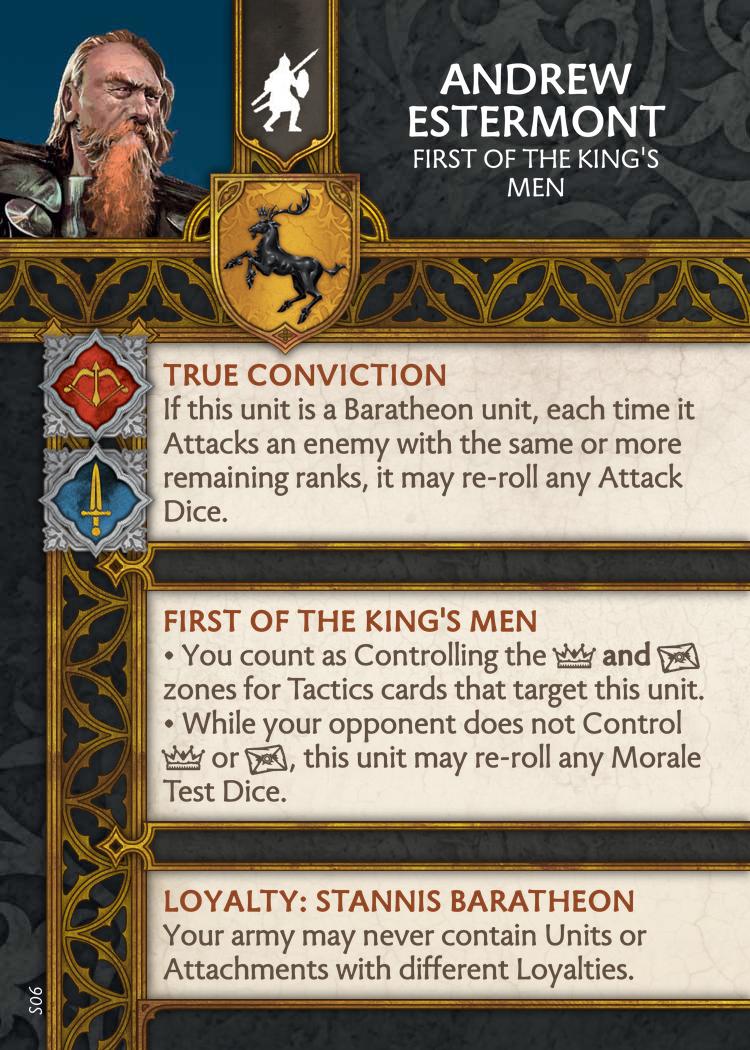 ANDREW
ESTERMONT
FIRST OF THE KING'S
MEN
TRUE CONVICTION
If this unit is a Baratheon unit, each time it
Attacks an enemy with the same or more
remaining ranks, it may re-roll any Attack
Dice.
FIRST OF THE KING'S MEN
• You count as Controlling the and
zones for Tactics cards that target this unit.
• While your opponent does not Control
or , this unit may re-roll any Morale
Test Dice.
LOYALTY: STANNIS BARATHEON
Your army may never contain Units or
Attachments with different Loyalties.
S06